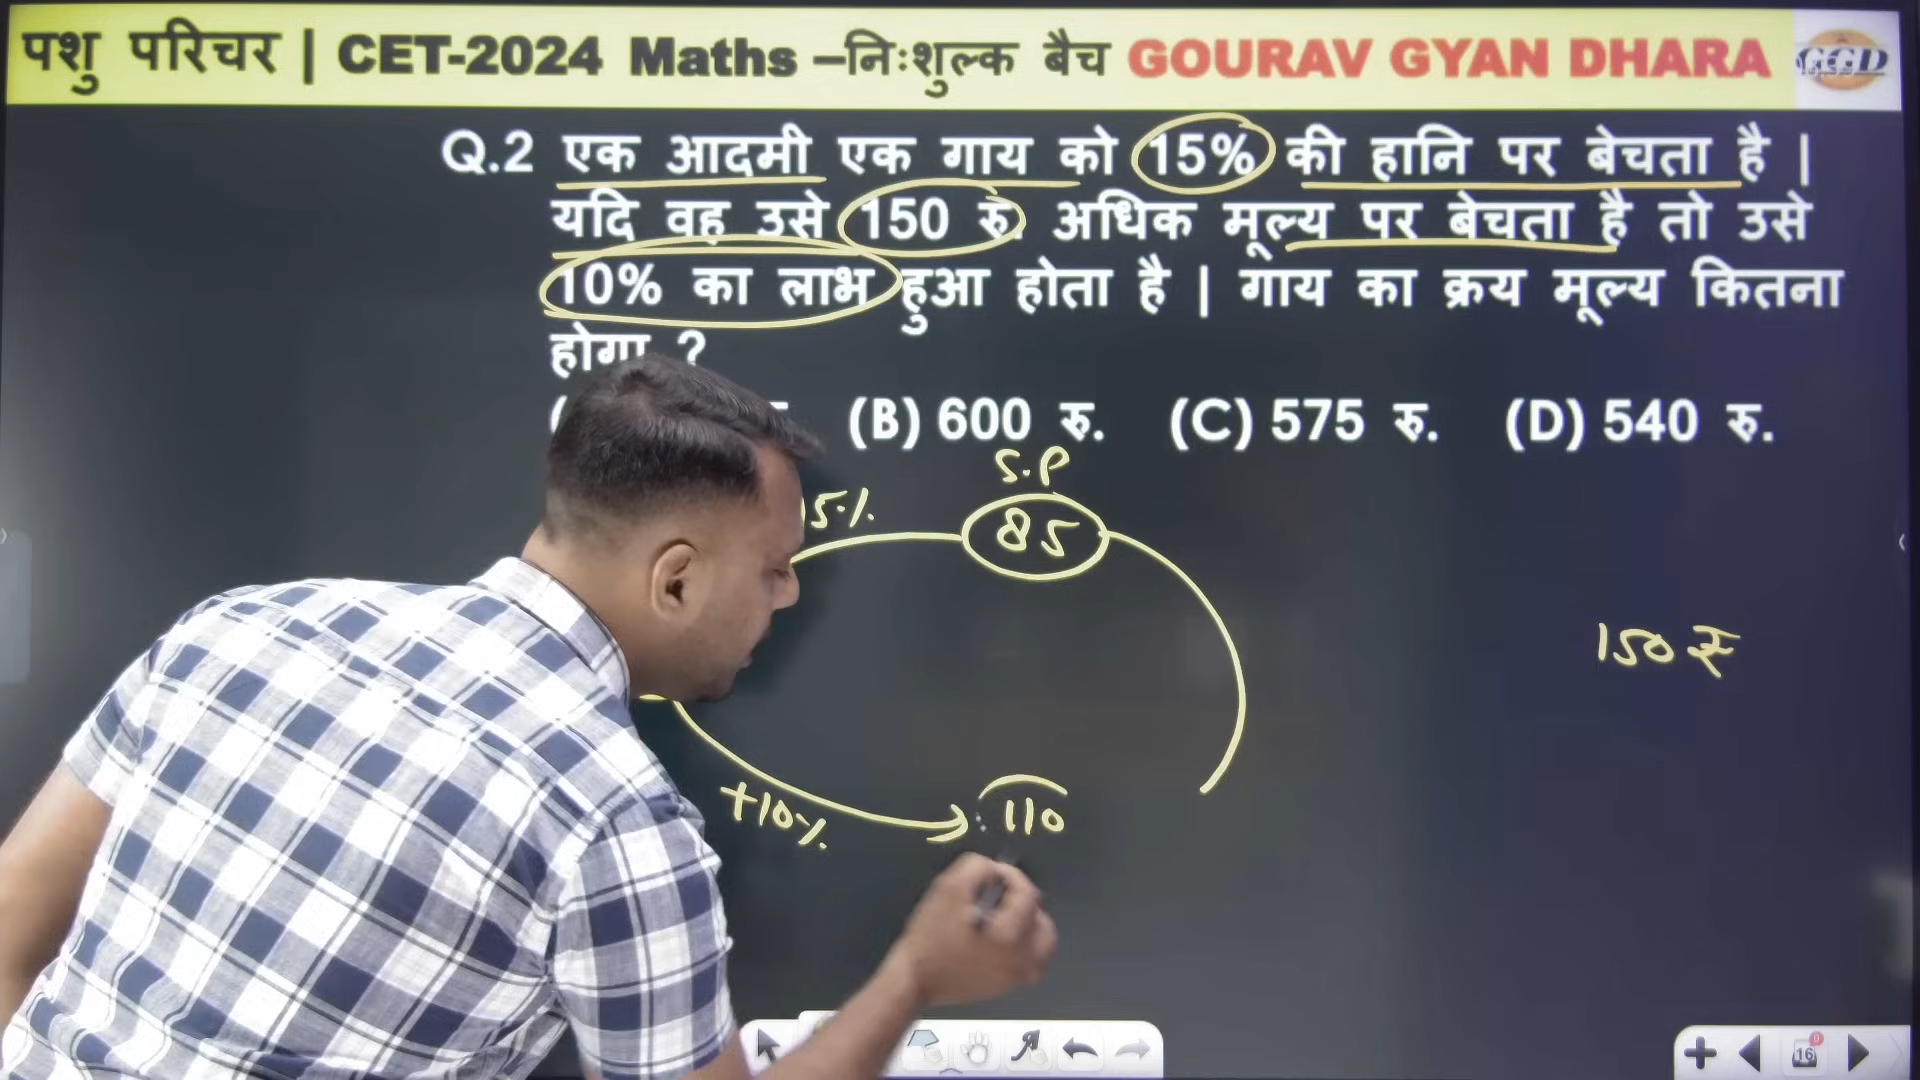 पशु परिचर | CET-2024 Maths –निःशुल्क बैच GOURAV GYAN DHARA GGD
Q.2 एक आदमी एक गाय को 15% की हानि पर बेचता है |
यदि वह उसे 150 रु. अधिक मूल्य पर बेचता है तो उसे
10% का लाभ हुआ होता है | गाय का क्रय मूल्य कितना
होगा ?
(B) 600 रु. (C) 575 रु. (D) 540 रु.
S.P
5% 85
150 ₹
+10% 110
16